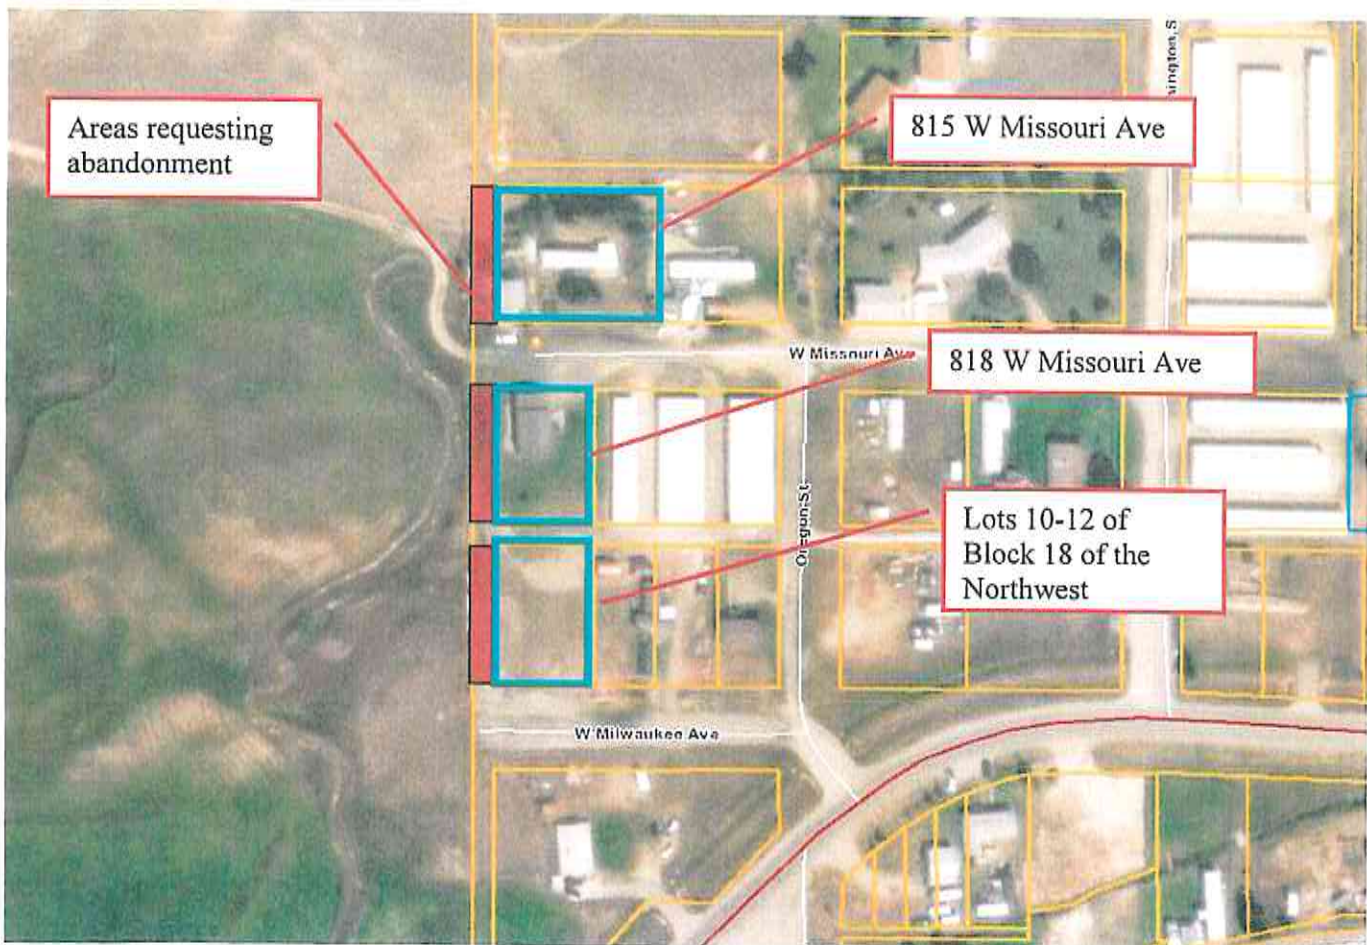 Areas requesting
abandonment
815 W Missouri Ave
W Missouri Ave
818 W Missouri Ave
Lots 10-12 of
Block 18 of the
Northwest
Oregon St
W Milwaukee Ave